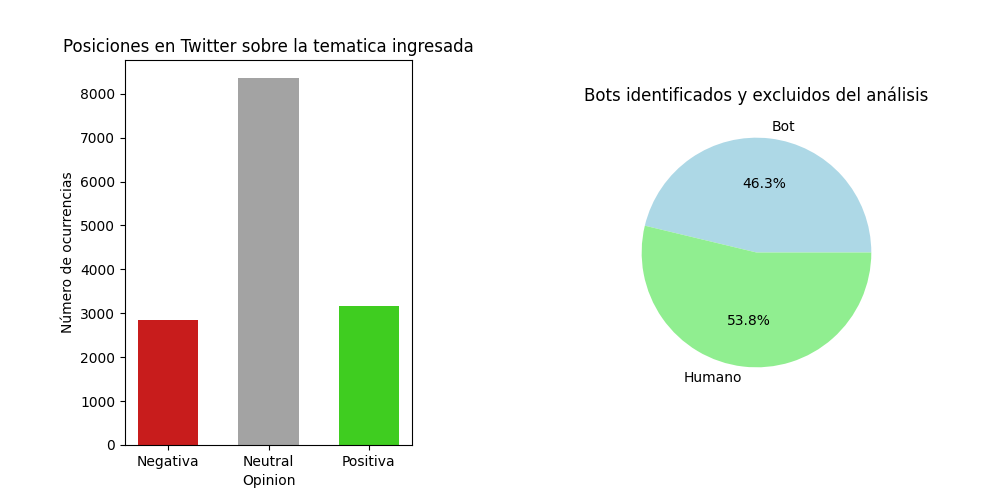 Posiciones en Twitter sobre la tematica ingresada
Número de ocurrencias
8000
7000
6000
5000
4000
3000
2000
1000
0
Negativa
Neutral
Positiva
Opinion
Bots identificados y excluidos del análisis
Bot
46.3%
53.8%
Humano